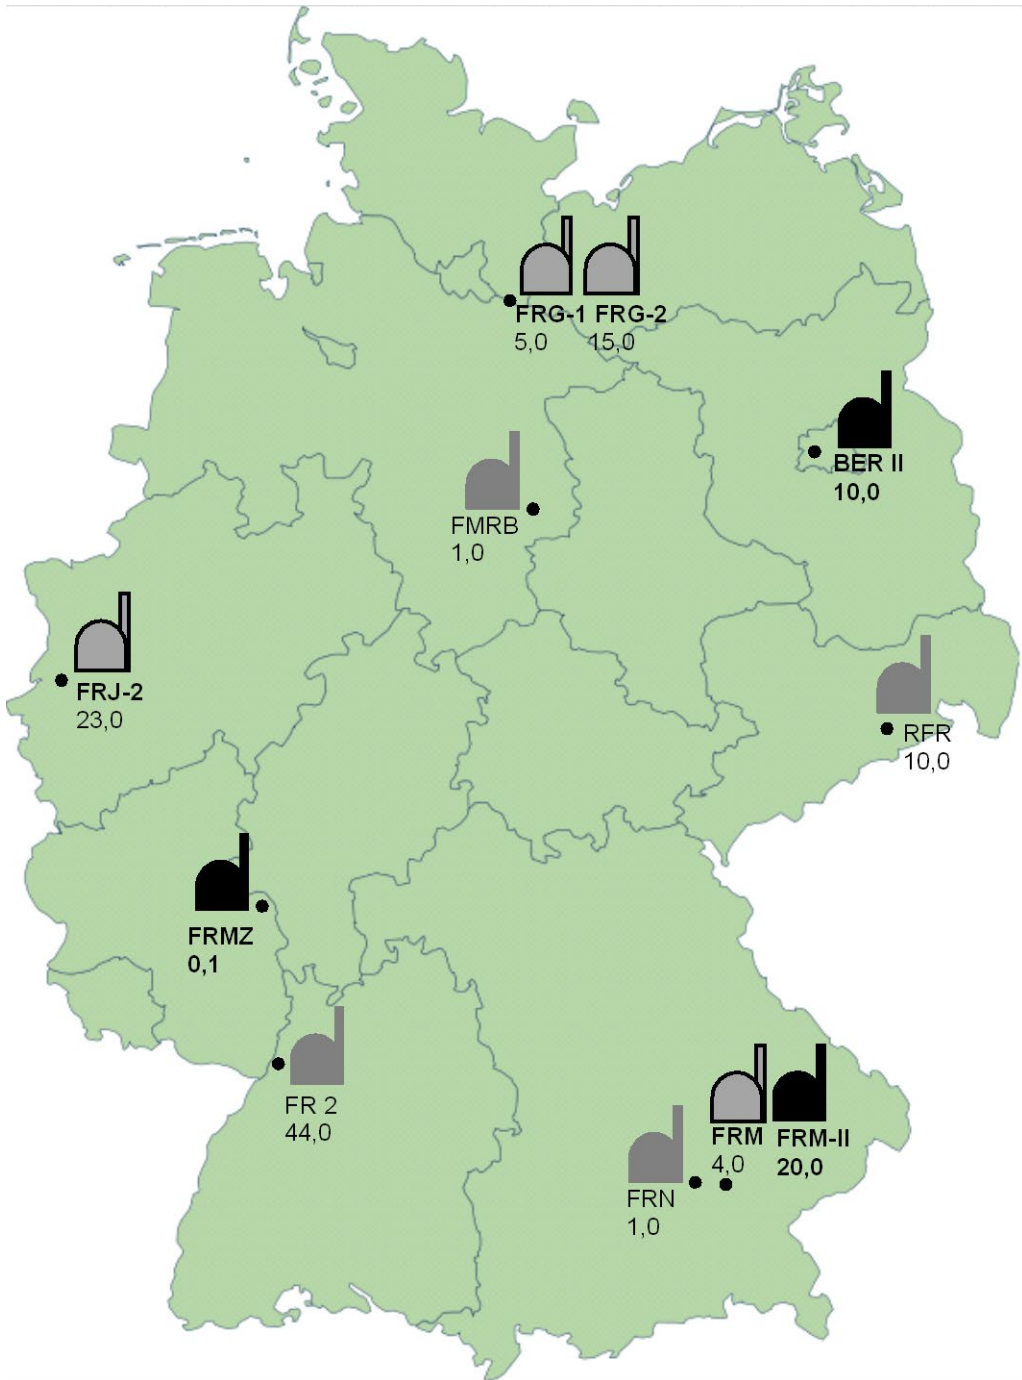 FRG-1 FRG-2
5,0 15,0
BER II
10,0
FMRB
1,0
FRJ-2
23,0
RFR
10,0
FRMZ
0,1
FR 2
44,0
FRM FRM-II
4,0 20,0
FRN
1,0